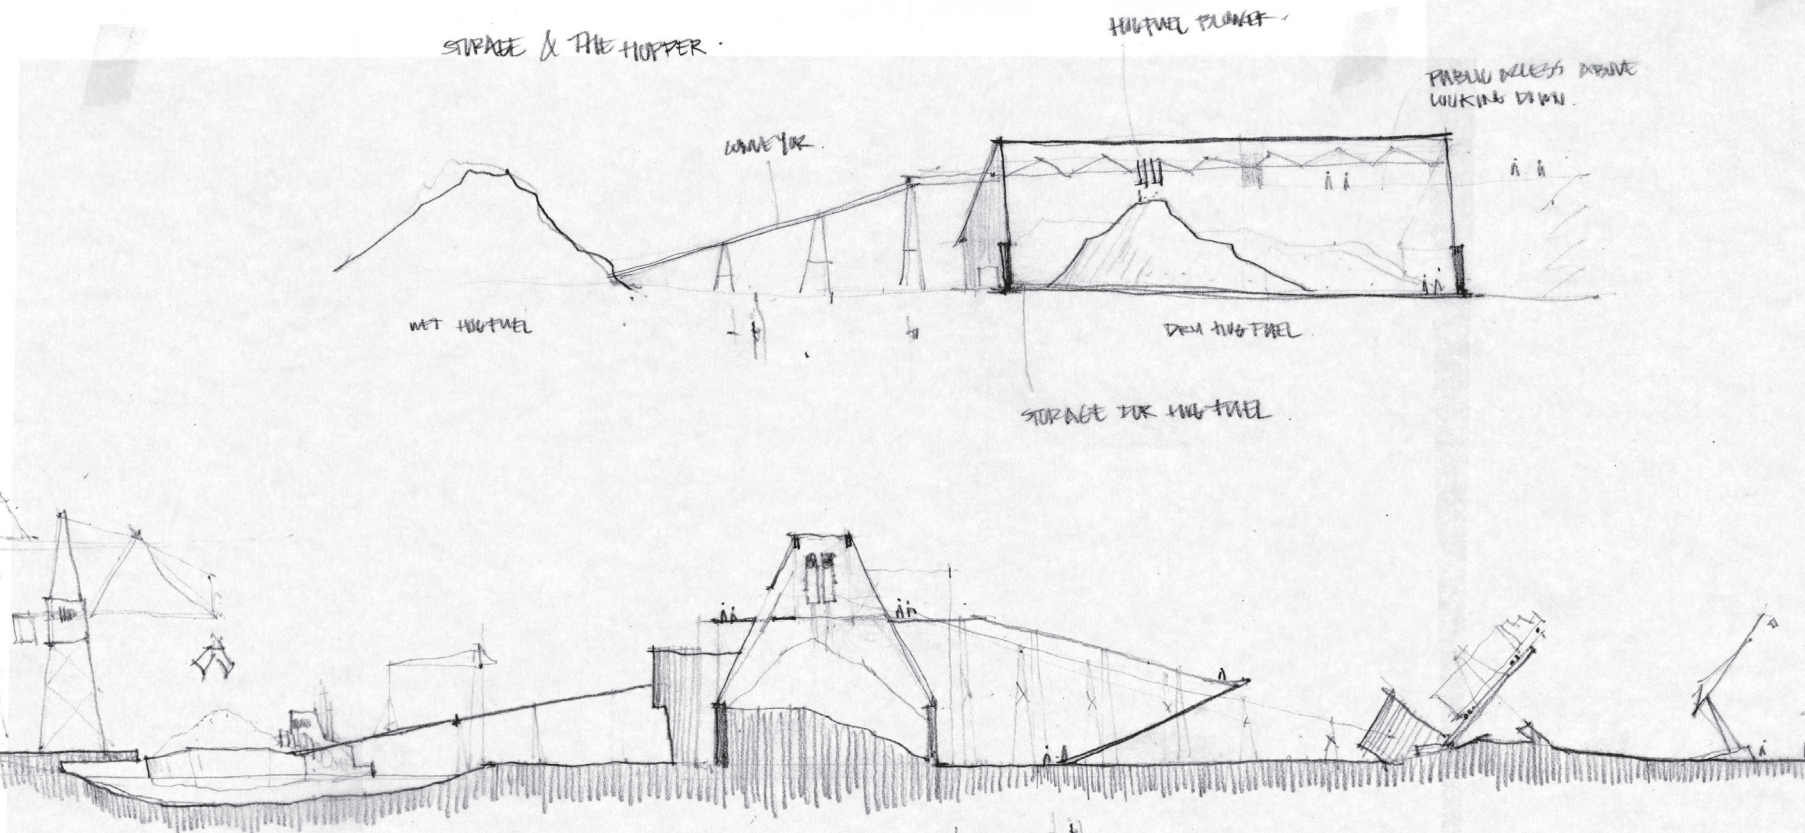 STORAGE & THE HOPPER.
HOGFUEL BLOWER.
PUBLIC ACCESS ABOVE
LOOKING DOWN.
CONVEYOR.
WET HOGFUEL
DRY HOGFUEL.
STORAGE FOR HOGFUEL.